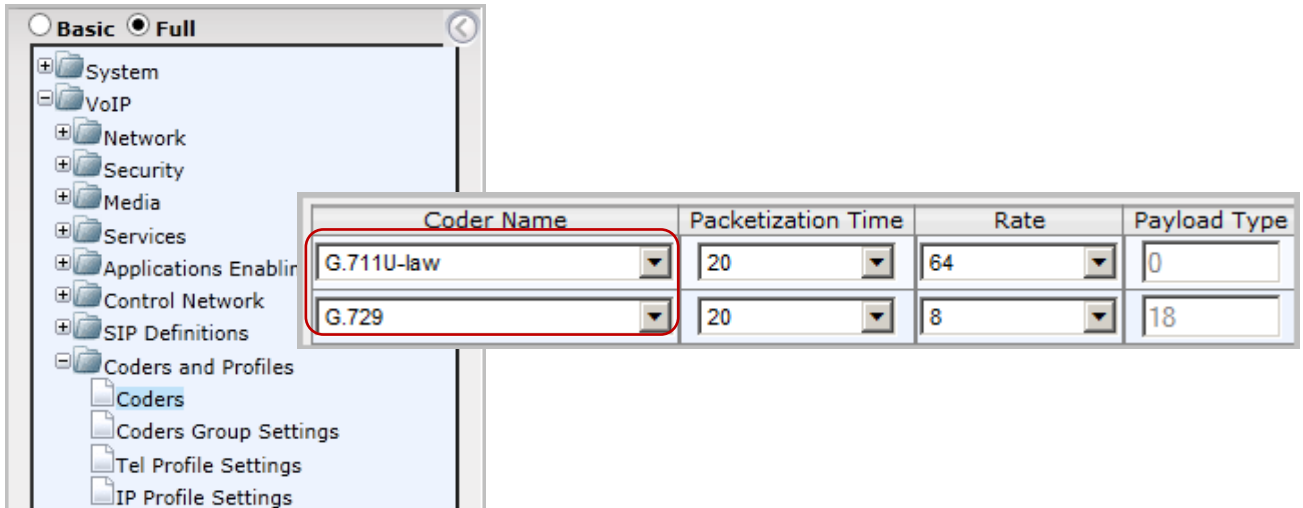 Basic Full
System
VoIP
Network
Security
Media
Services
Applications Enablin
Control Network
SIP Definitions
Coders and Profiles
Coders
Coders Group Settings
Tel Profile Settings
IP Profile Settings
Coder Name Packetization Time Rate Payload Type
G.711U-law 20 64 0
G.729 20 8 18